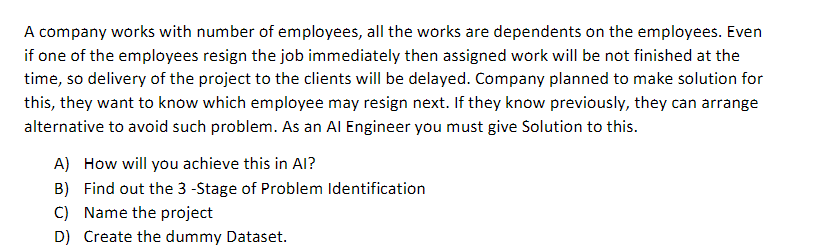 A company works with number of employees, all the works are dependents on the employees. Even
if one of the employees resign the job immediately then assigned work will be not finished at the
time, so delivery of the project to the clients will be delayed. Company planned to make solution for
this, they want to know which employee may resign next. If they know previously, they can arrange
alternative to avoid such problem. As an AI Engineer you must give Solution to this.
A) How will you achieve this in AI?
B) Find out the 3 -Stage of Problem Identification
C) Name the project
D) Create the dummy Dataset.